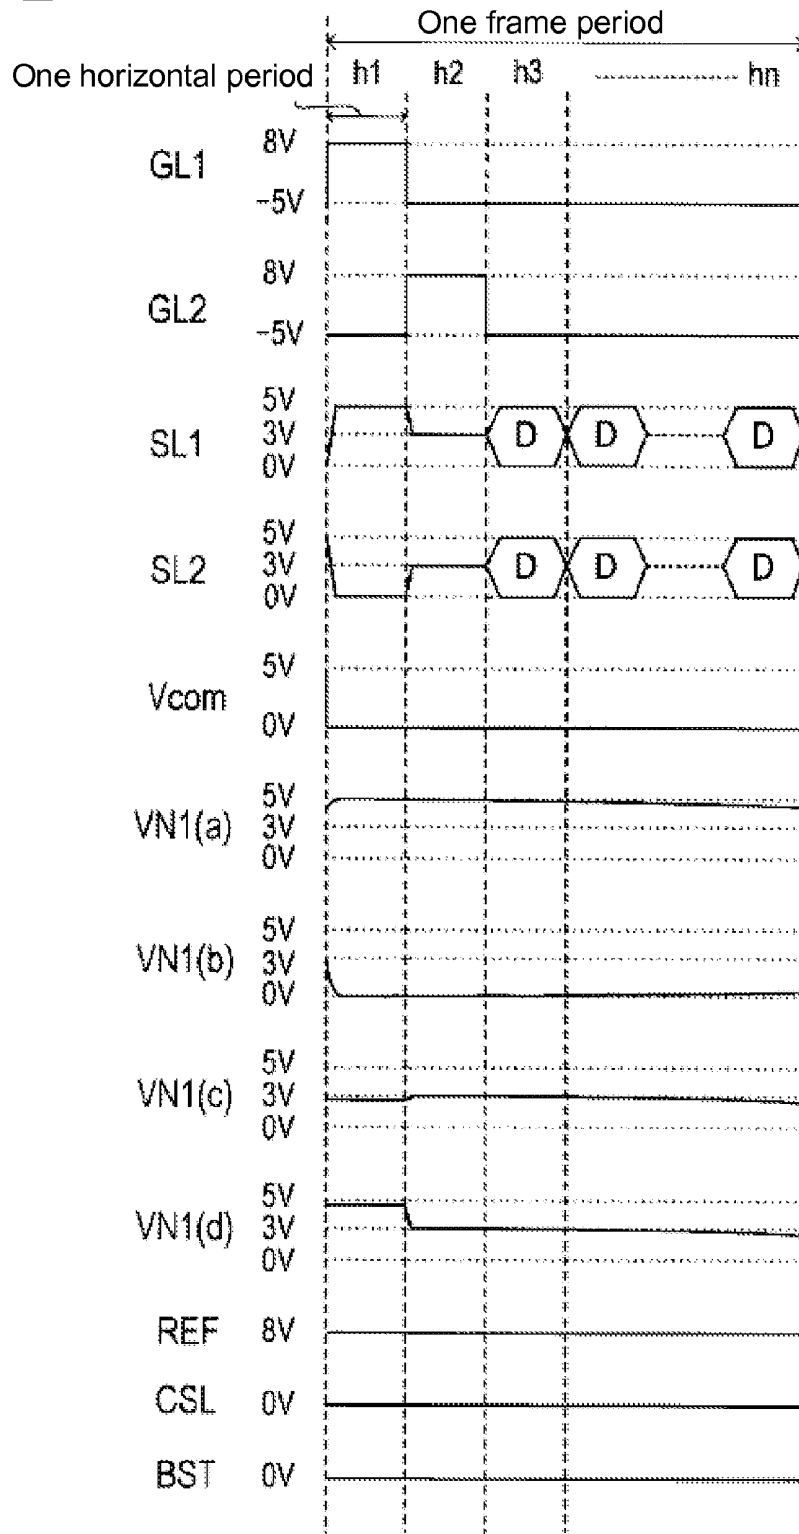 One frame period
One horizontal period h1 h2 h3 hn
GL1 8V -5V
GL2 8V -5V
SL1 5V 3V 0V D D D
SL2 5V 3V 0V D D D
Vcom 5V 0V
VN1(a) 5V 3V 0V
VN1(b) 5V 3V 0V
VN1(c) 5V 3V 0V
VN1(d) 5V 3V 0V
REF 8V
CSL 0V
BST 0V